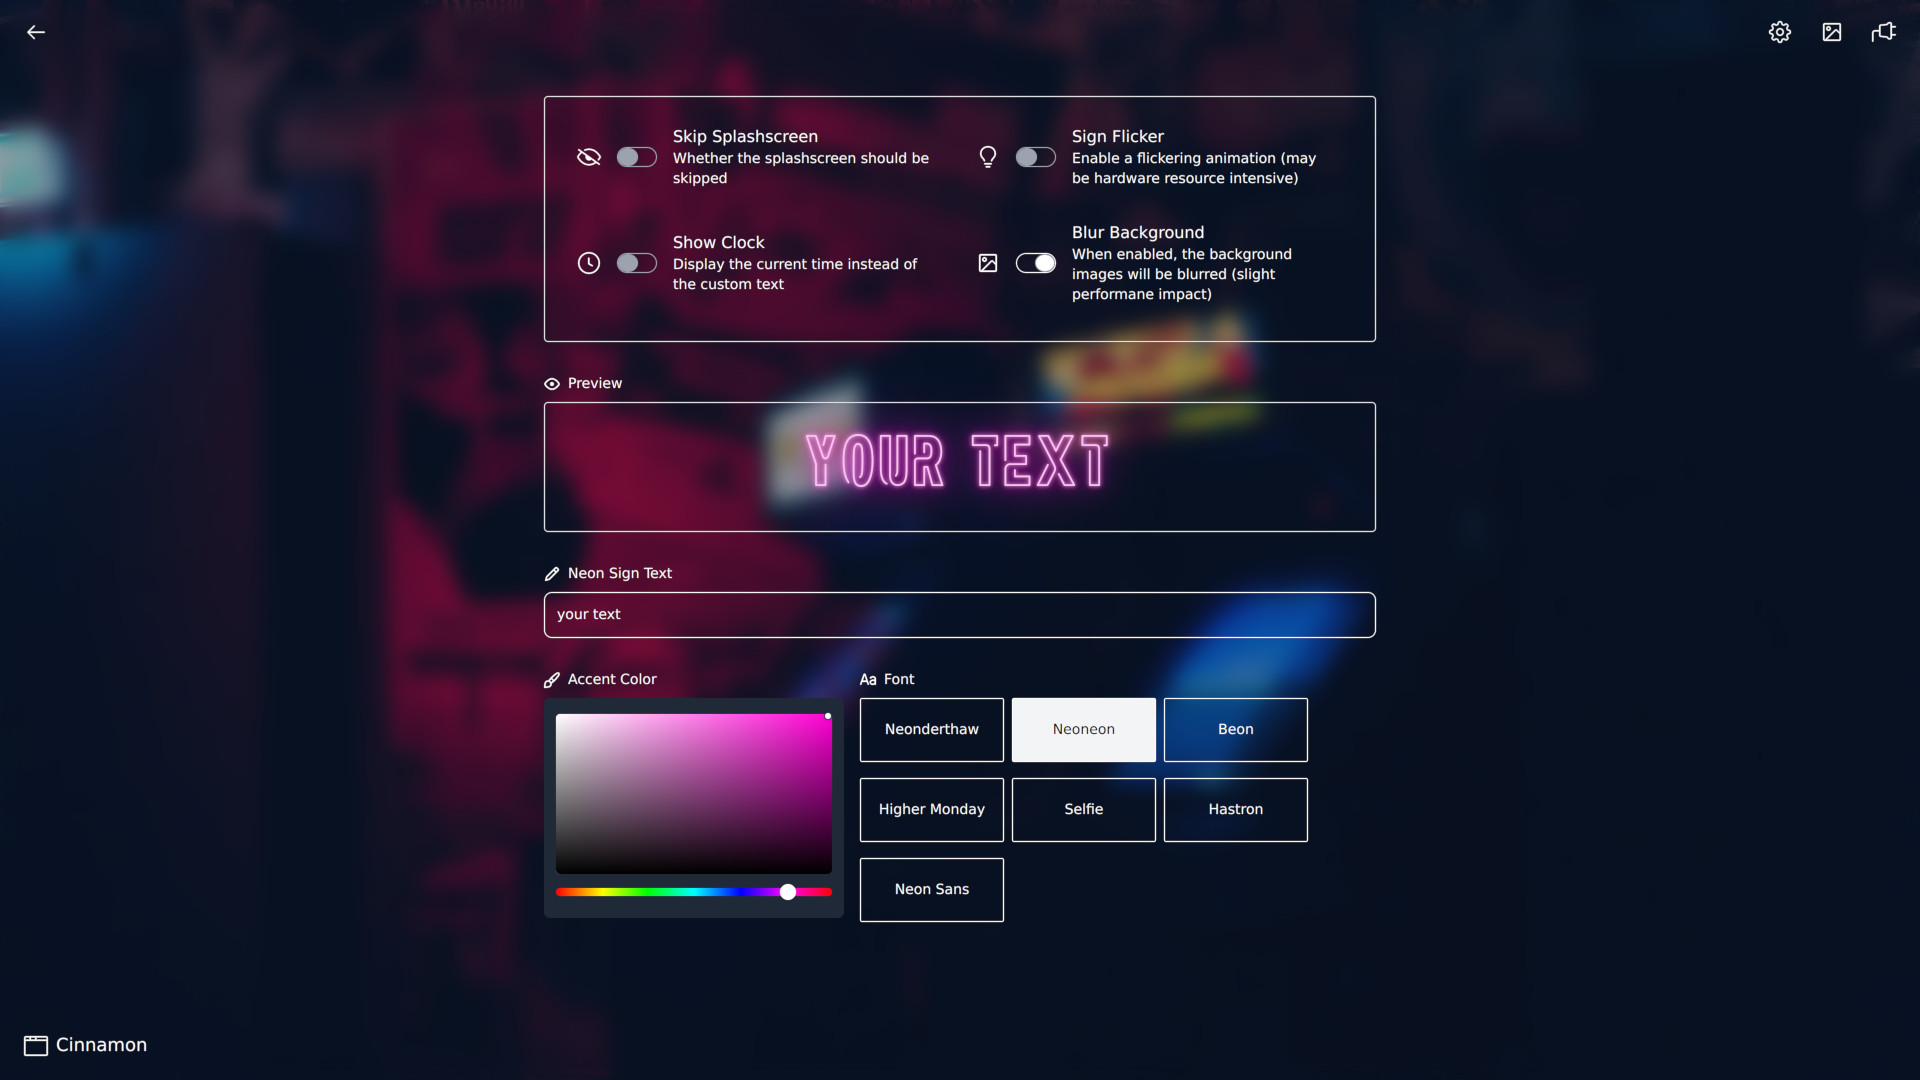 Skip Splashscreen
Whether the splashscreen should be
skipped
Sign Flicker
Enable a flickering animation (may
be hardware resource intensive)
Show Clock
Display the current time instead of
the custom text
Blur Background
When enabled, the background
images will be blurred (slight
performane impact)
Preview
YOUR TEXT
Neon Sign Text
your text
Accent Color
Aa Font
Neonderthaw
Neoneon
Beon
Higher Monday
Selfie
Hastron
Neon Sans
Cinnamon